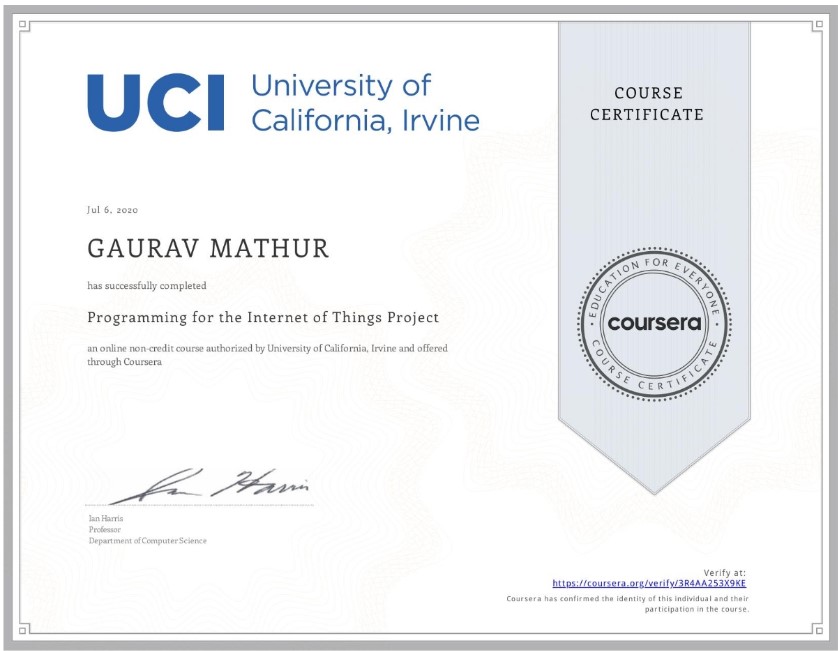 UCI University of
California, Irvine
COURSE
CERTIFICATE
Jul 6, 2020
GAURAV MATHUR
has successfully completed
Programming for the Internet of Things Project
an online non-credit course authorized by University of California, Irvine and offered
through Coursera
EDUCATION FOR EVERYONE
coursera
COURSE CERTIFICATE
Ian Harris
Ian Harris
Professor
Department of Computer Science
Verify at:
https://coursera.org/verify/3R4AA253X9KE
Coursera has confirmed the identity of this individual and their
participation in the course.